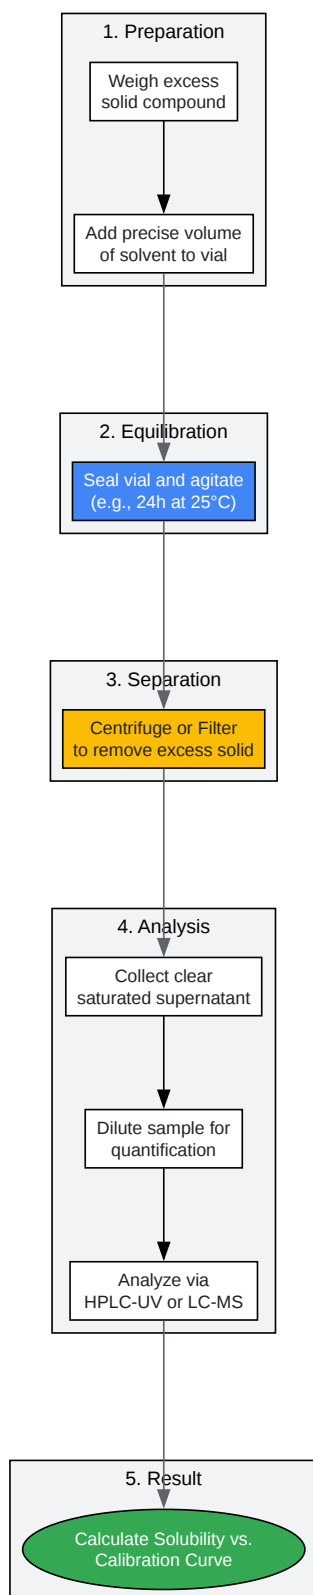 1. Preparation
Weigh excess
solid compound
Add precise volume
of solvent to vial
2. Equilibration
Seal vial and agitate
(e.g., 24h at 25°C)
3. Separation
Centrifuge or Filter
to remove excess solid
4. Analysis
Collect clear
saturated supernatant
Dilute sample for
quantification
Analyze via
HPLC-UV or LC-MS
5. Result
Calculate Solubility vs.
Calibration Curve